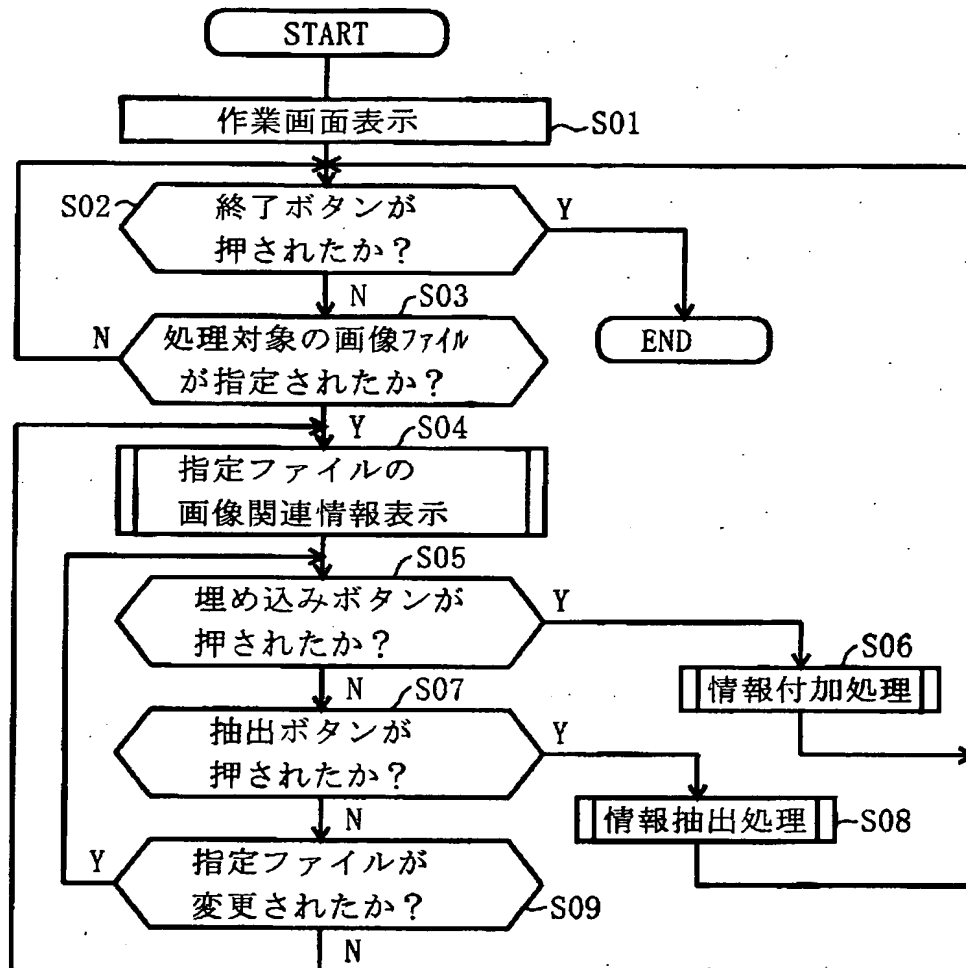 START
作業画面表示
S01
S02
終了ボタンが
押されたか？
Y
N
S03
N
処理対象の画像ファイル
が指定されたか？
END
Y
S04
指定ファイルの
画像関連情報表示
S05
埋め込みボタンが
押されたか？
Y
S06
情報付加処理
N
S07
抽出ボタンが
押されたか？
Y
情報抽出処理
S08
N
Y
指定ファイルが
変更されたか？
S09
N